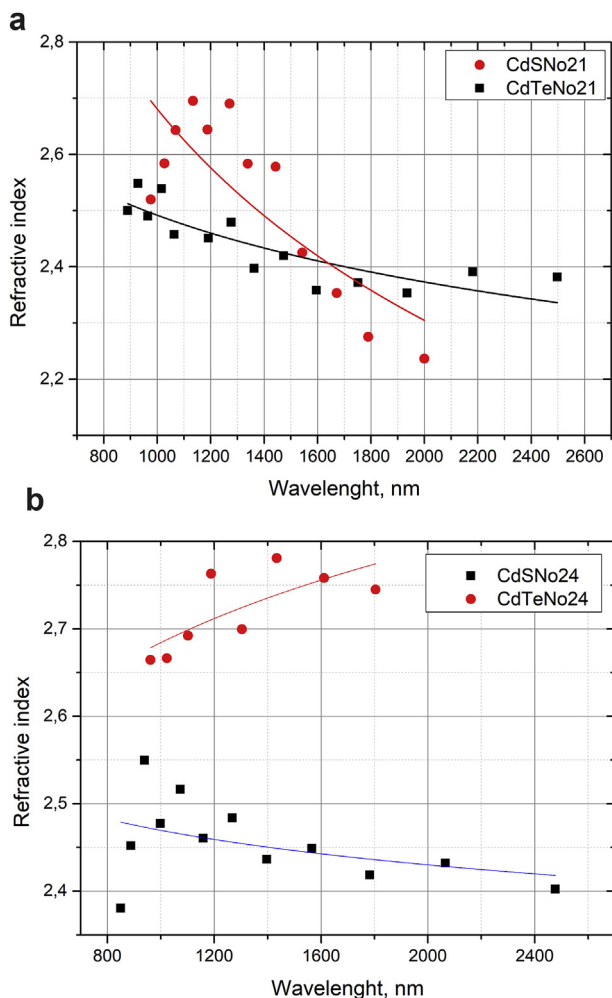 a
2,8
CdSNo21
CdTeNo21
2,6
2,4
2,2
Refractive index
800 1000 1200 1400 1600 1800 2000 2200 2400 2600
Wavelenght, nm
b
2,8
CdSNo24
CdTeNo24
2,7
2,6
2,5
2,4
Refractive index
800 1200 1600 2000 2400
Wavelenght, nm